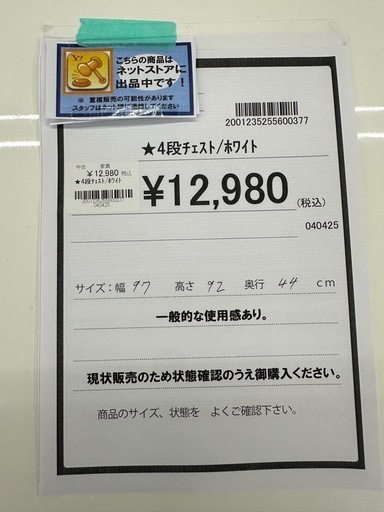 Y!
こちらの商品は
ネットストアに
出品中です!
※ 重複販売の可能性があります
2001235255600377
★4段チェスト/ホワイト
中古 家具
¥12,980 税込
★4段チェスト/ホワイト
2001235255600377
040425
¥12,980(税込)
040425
サイズ:幅 97 高さ 92 奥行 44 cm
一般的な使用感あり。
現状販売のため状態確認のうえ御購入ください。
商品のサイズ、状態を よくご確認下さい。